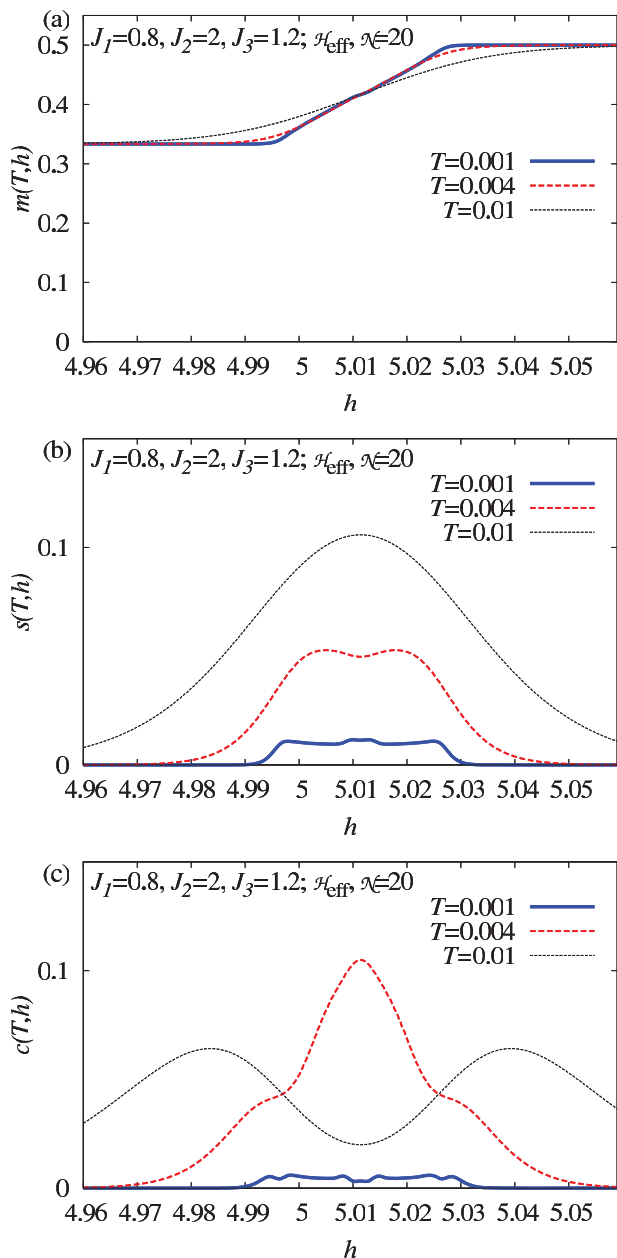 (a) J1=0.8, J2=2, J3=1.2; ℋeff, 𝒩=20
0.5
0.4
0.3
0.2
0.1
0
m(T,h)
T=0.001
T=0.004
T=0.01
4.96 4.97 4.98 4.99 5 5.01 5.02 5.03 5.04 5.05
h
(b) J1=0.8, J2=2, J3=1.2; ℋeff, 𝒩=20
0.1
0
s(T,h)
T=0.001
T=0.004
T=0.01
4.96 4.97 4.98 4.99 5 5.01 5.02 5.03 5.04 5.05
h
(c) J1=0.8, J2=2, J3=1.2; ℋeff, 𝒩=20
0.1
0
c(T,h)
T=0.001
T=0.004
T=0.01
4.96 4.97 4.98 4.99 5 5.01 5.02 5.03 5.04 5.05
h